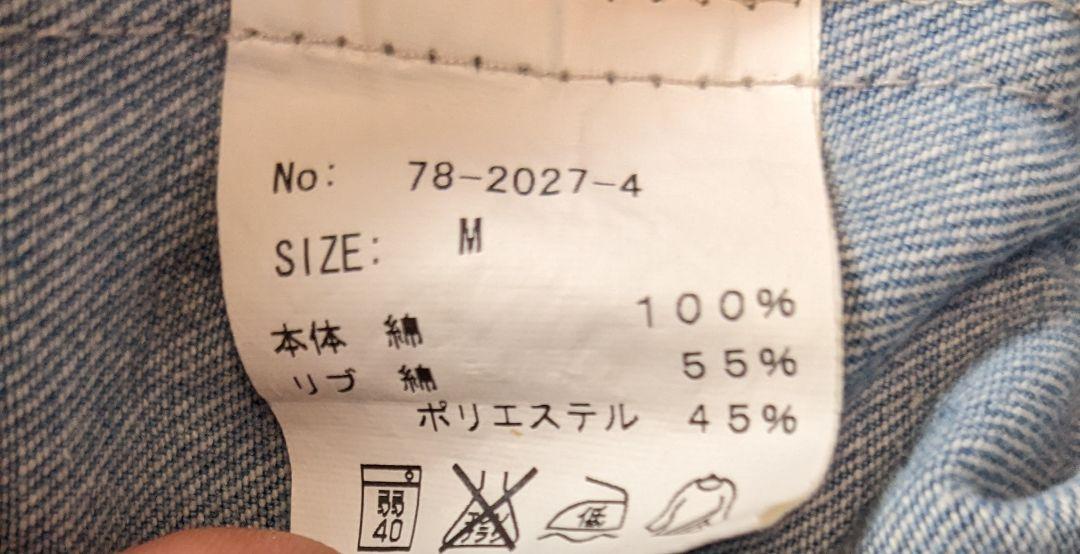 No: 78-2027-4
SIZE: M
本体 綿 100%
リブ 綿 55%
ポリエステル 45%
弱
40
低